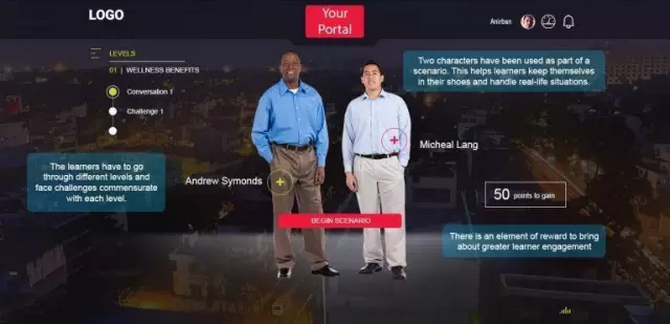 LOGO
Your
Portal
Anirban
LEVELS
01 | WELLNESS BENEFITS
Conversation 1
Challenge 1
Two characters have been used as part of a
scenario. This helps learners keep themselves
in their shoes and handle real-life situations.
Micheal Lang
The learners have to go
through different levels and
face challenges commensurate
with each level.
Andrew Symonds
50 points to gain
BEGIN SCENARIO
There is an element of reward to bring
about greater learner engagement